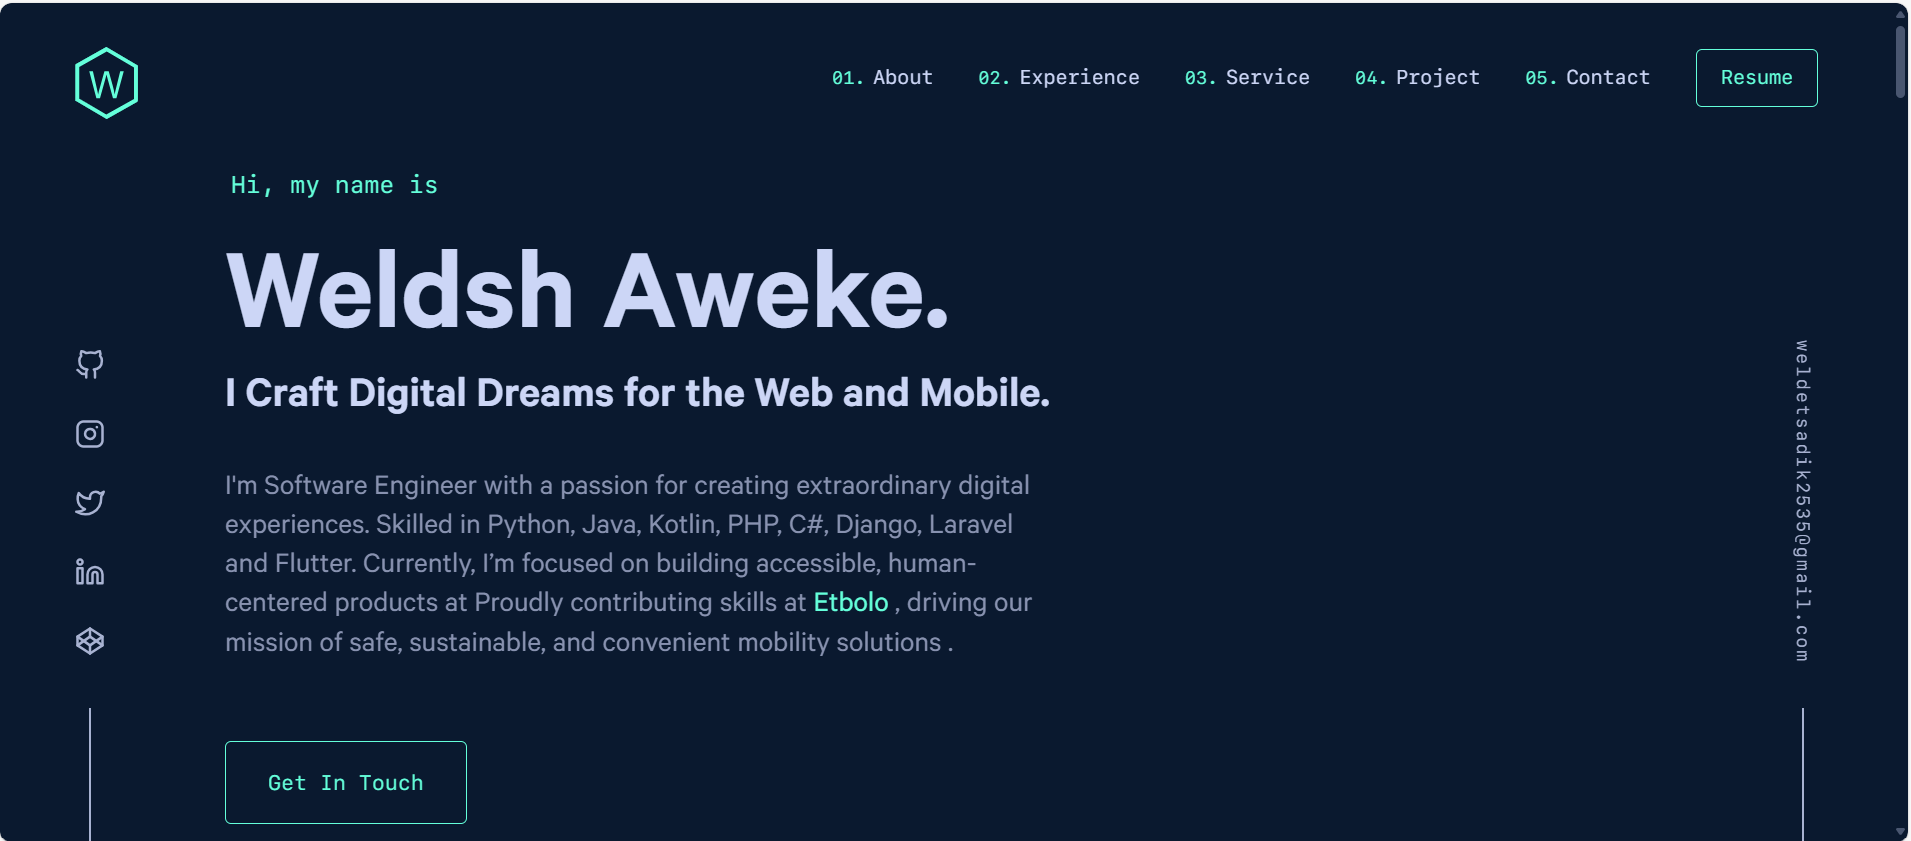 W
01. About 02. Experience 03. Service 04. Project 05. Contact Resume
Hi, my name is
Weldsh Aweke.
I Craft Digital Dreams for the Web and Mobile.
I'm Software Engineer with a passion for creating extraordinary digital
experiences. Skilled in Python, Java, Kotlin, PHP, C#, Django, Laravel
and Flutter. Currently, I’m focused on building accessible, human-
centered products at Proudly contributing skills at Etbolo , driving our
mission of safe, sustainable, and convenient mobility solutions .
Get In Touch
weldetsadik2535@gmail.com